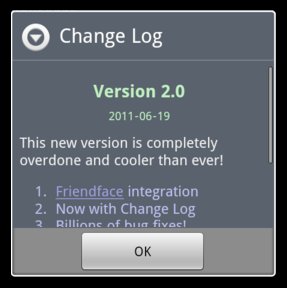 Change Log
Version 2.0
2011-06-19
This new version is completely
overdone and cooler than ever!
1. Friendface integration
2. Now with Change Log
3. Billions of bug fixes!
OK